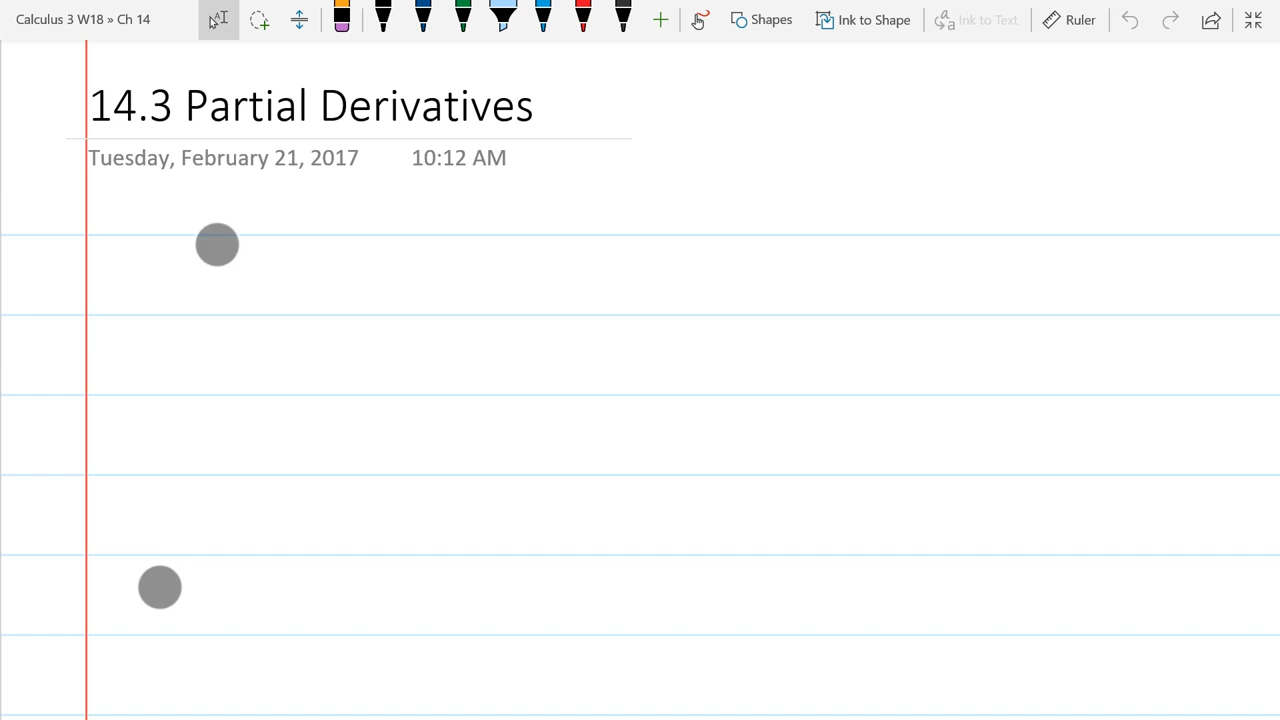 Calculus 3 W18 » Ch 14
Shapes
Ink to Shape
Ink to Text
Ruler
14.3 Partial Derivatives
Tuesday, February 21, 2017 10:12 AM